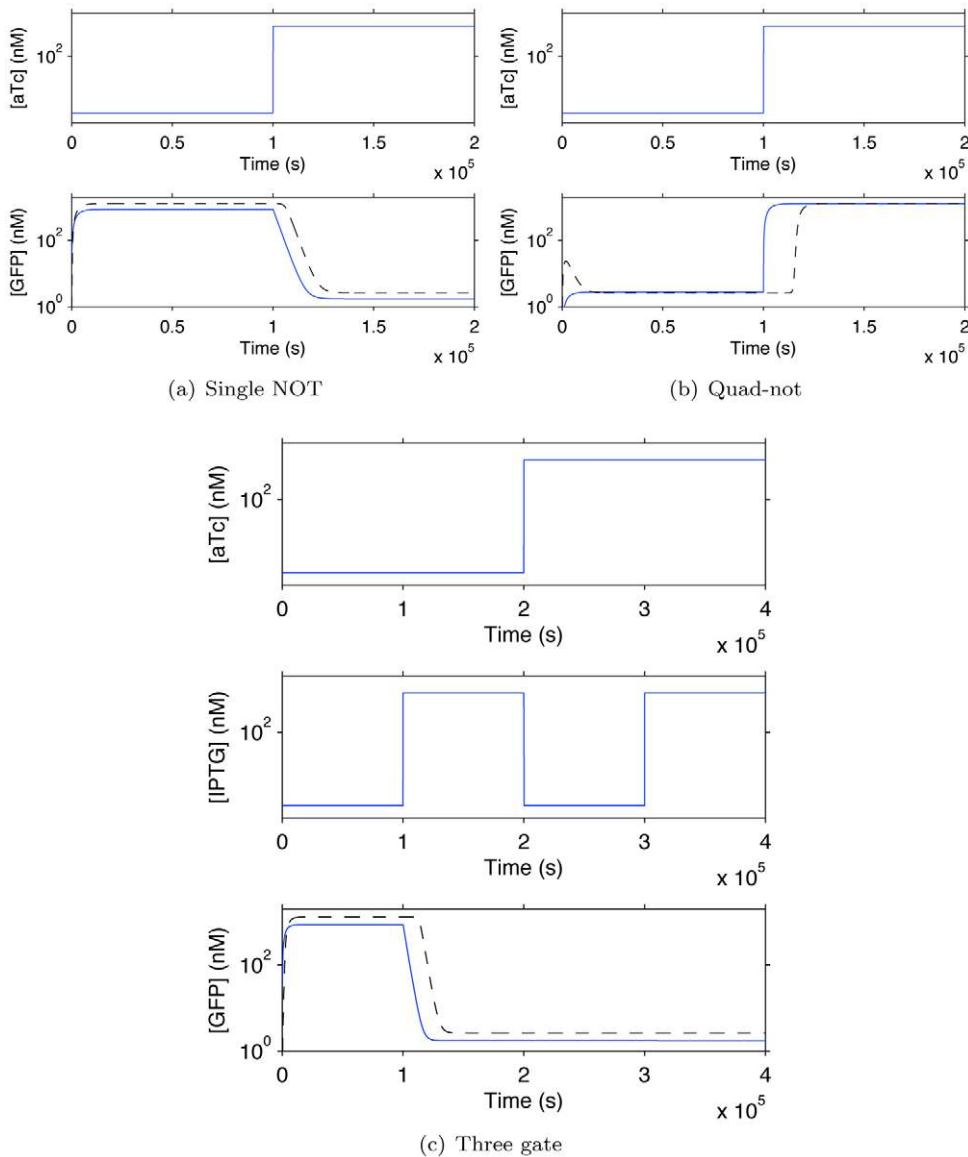 [aTc] (nM)
10²
0 0.5 1 1.5 2
Time (s)
x 10⁵
[GFP] (nM)
10²
10⁰
0 0.5 1 1.5 2
Time (s)
x 10⁵
(a) Single NOT
[aTc] (nM)
10²
0 0.5 1 1.5 2
Time (s)
x 10⁵
[GFP] (nM)
10²
10⁰
0 0.5 1 1.5 2
Time (s)
x 10⁵
(b) Quad-not
[aTc] (nM)
10²
0 1 2 3 4
Time (s)
x 10⁵
[IPTG] (nM)
10²
0 1 2 3 4
Time (s)
x 10⁵
[GFP] (nM)
10²
10⁰
0 1 2 3 4
Time (s)
x 10⁵
(c) Three gate